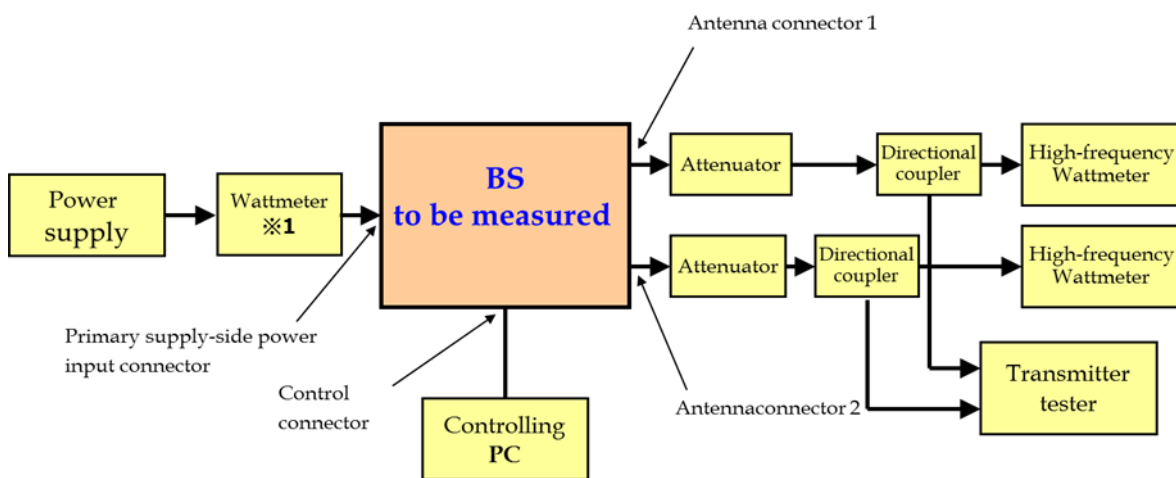 Antenna connector 1
Power
supply
Wattmeter
※1
BS
to be measured
Attenuator
Directional
coupler
High-frequency
Wattmeter
Attenuator
Directional
coupler
High-frequency
Wattmeter
Primary supply-side power
input connector
Control
connector
Controlling
PC
Antennaconnector 2
Transmitter
tester